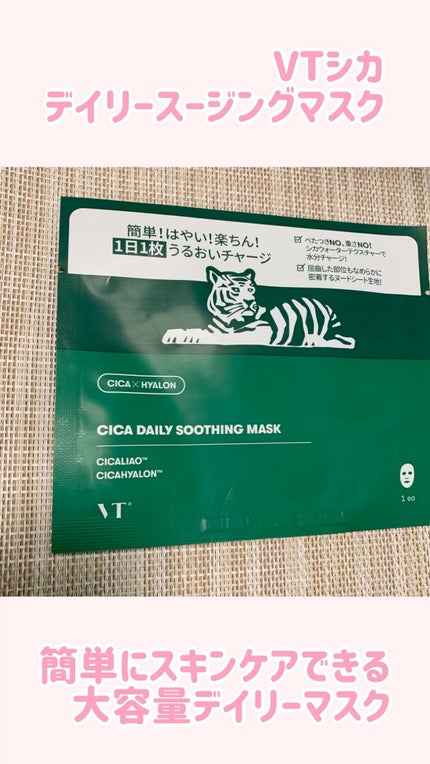 VTシカ
デイリースージングマスク
簡単!はやい!楽ちん!
1日1枚うるおいチャージ
べたつきNO、重さNO!
シカウォーターテクスチャーで
水分チャージ!
屈曲した部位もなめらかに
密着するヌードシート生地!
CICA×HYALON
CICA DAILY SOOTHING MASK
CICALIAO™
CICAHYALON™
VT
1 ea
簡単にスキンケアできる
大容量デイリーマスク